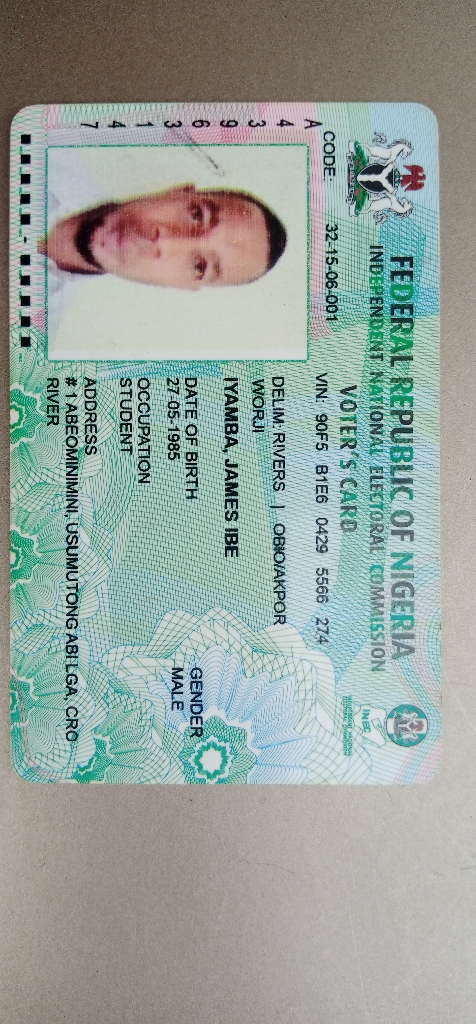 FEDERAL REPUBLIC OF NIGERIA
INDEPENDENT NATIONAL ELECTORAL COMMISSION
VOTER'S CARD
INEC
CODE: 32-15-06-001
VIN: 90F5 B1E6 0429 5566 274
DELIM: RIVERS | OBIO/AKPOR
WORJI
IYAMBA, JAMES IBE
DATE OF BIRTH
27-05-1995
GENDER
MALE
OCCUPATION
STUDENT
ADDRESS
# 1 ABEOMINIMINI, USUMUTONG ABI LGA, CRO
RIVER
A 4 3 9 6 3 1 4 7